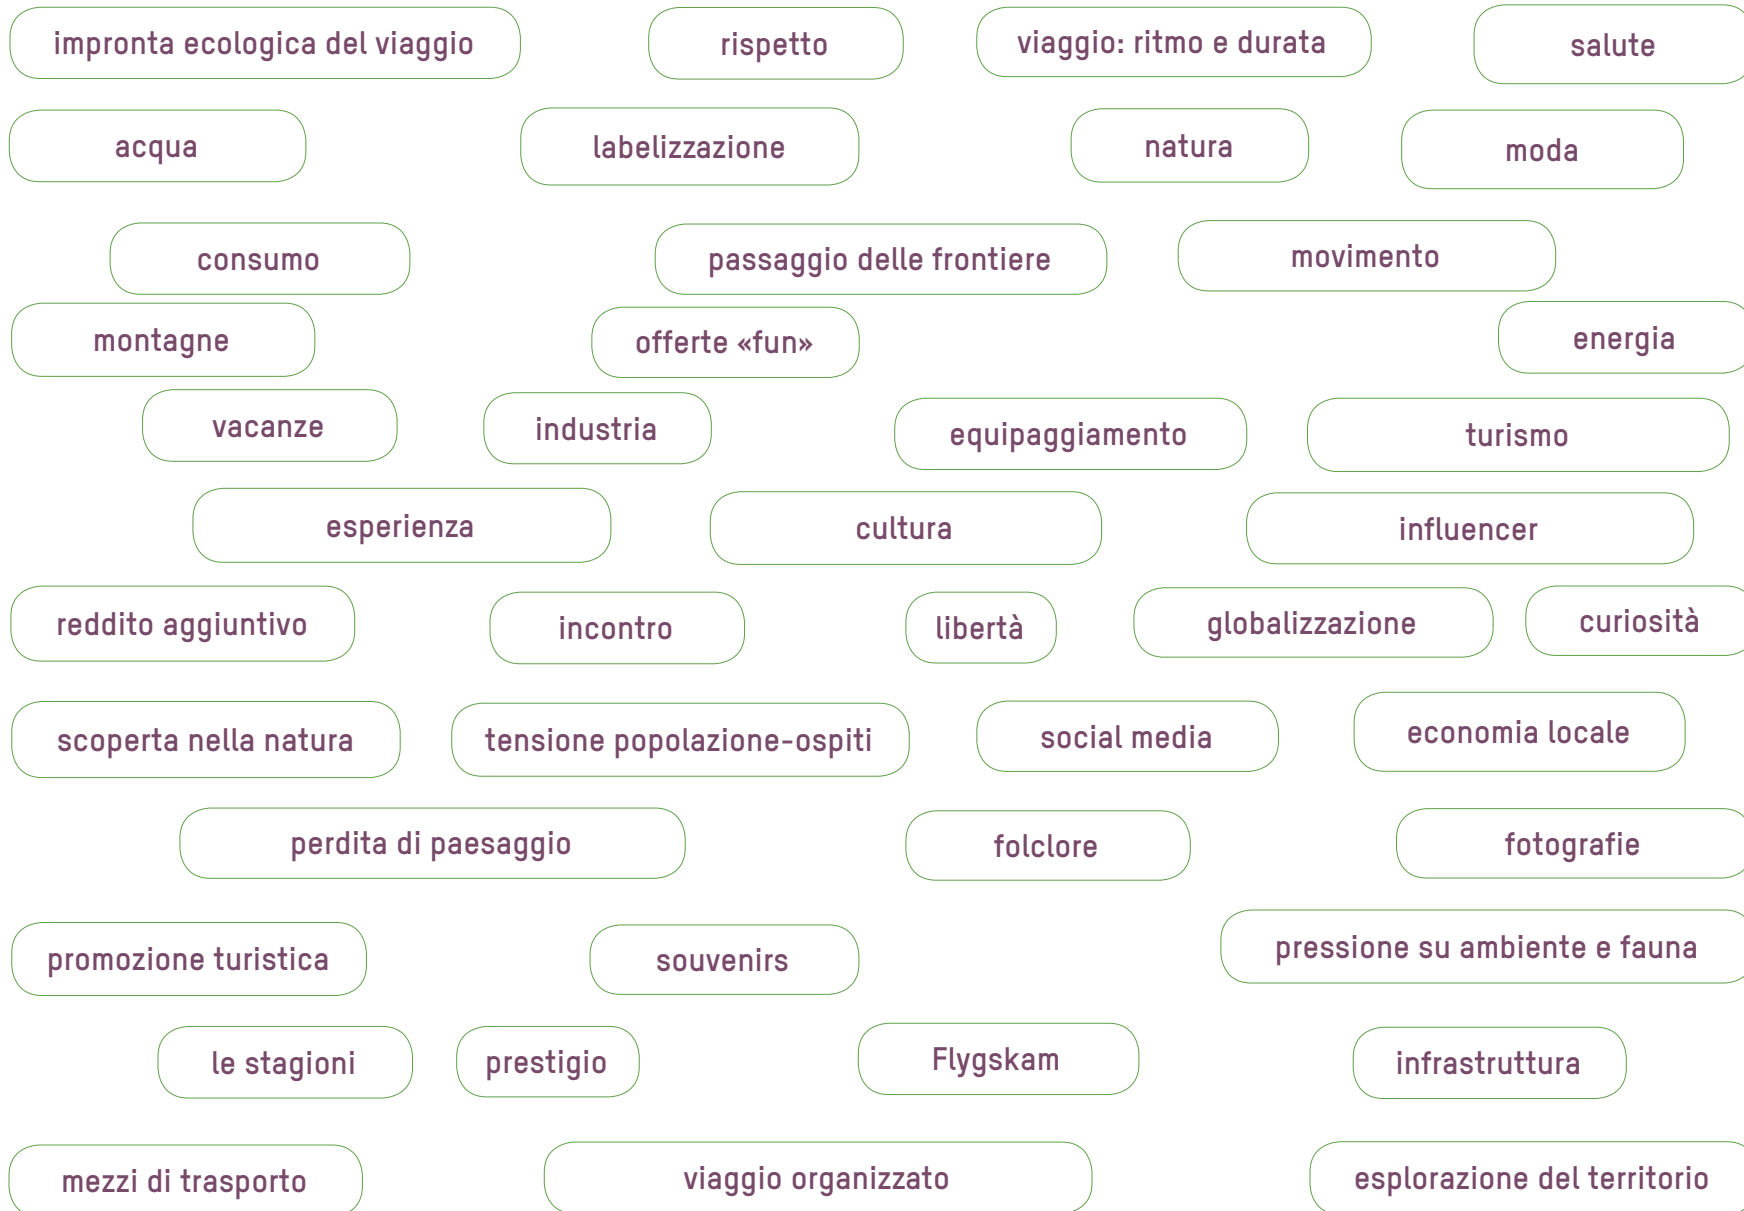 impronta ecologica del viaggio
rispetto
viaggio: ritmo e durata
salute
acqua
labelizzazione
natura
moda
consumo
passaggio delle frontiere
movimento
montagne
offerte «fun»
energia
vacanze
industria
equipaggiamento
turismo
esperienza
cultura
influencer
reddito aggiuntivo
incontro
libertà
globalizzazione
curiosità
scoperta nella natura
tensione popolazione-ospiti
social media
economia locale
perdita di paesaggio
folclore
fotografie
promozione turistica
souvenirs
pressione su ambiente e fauna
le stagioni
prestigio
Flygskam
infrastruttura
mezzi di trasporto
viaggio organizzato
esplorazione del territorio